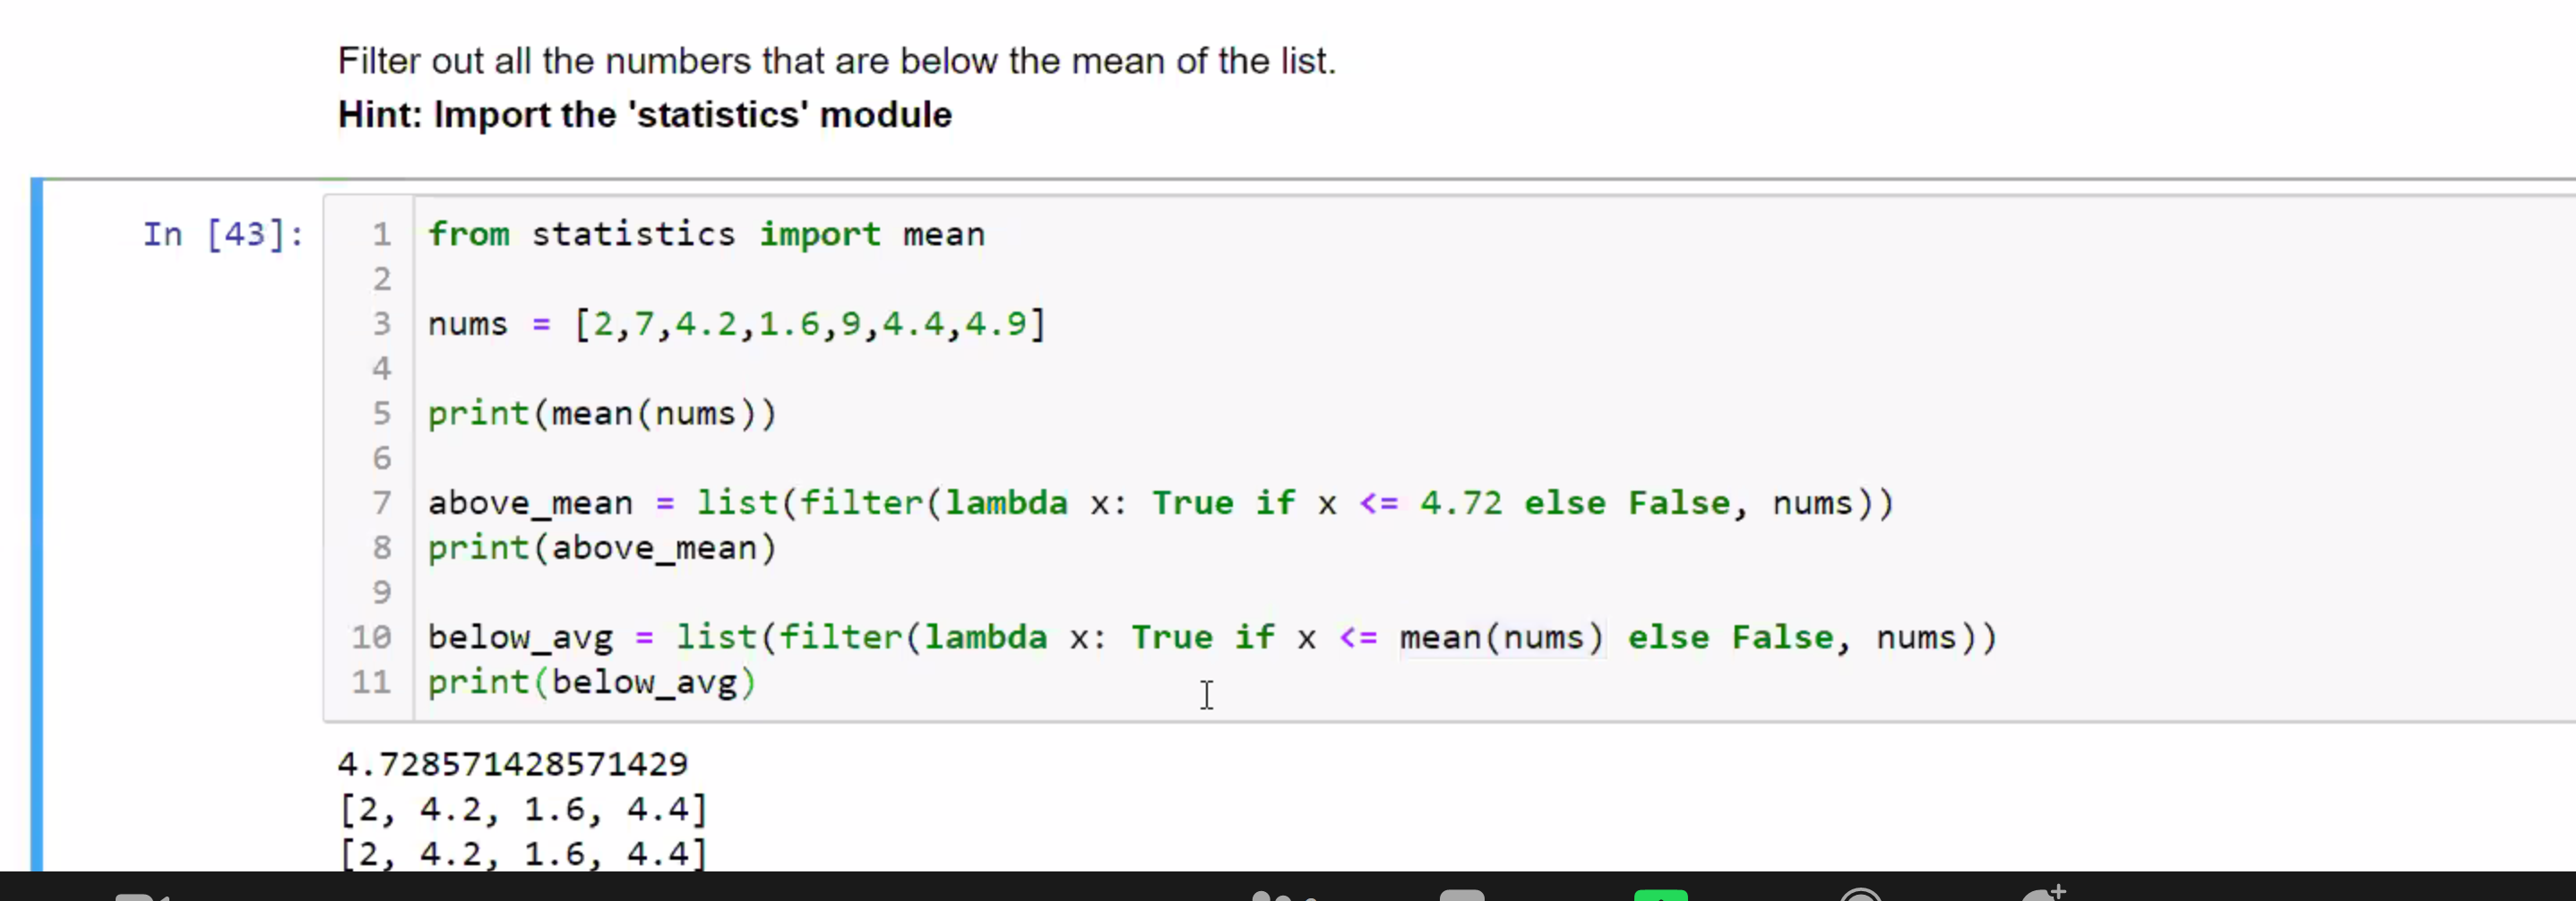 Filter out all the numbers that are below the mean of the list.
Hint: Import the 'statistics' module
In [43]:
1 from statistics import mean
2
3 nums = [2,7,4.2,1.6,9,4.4,4.9]
4
5 print(mean(nums))
6
7 above_mean = list(filter(lambda x: True if x <= 4.72 else False, nums))
8 print(above_mean)
9
10 below_avg = list(filter(lambda x: True if x <= mean(nums) else False, nums))
11 print(below_avg)
4.728571428571429
[2, 4.2, 1.6, 4.4]
[2, 4.2, 1.6, 4.4]